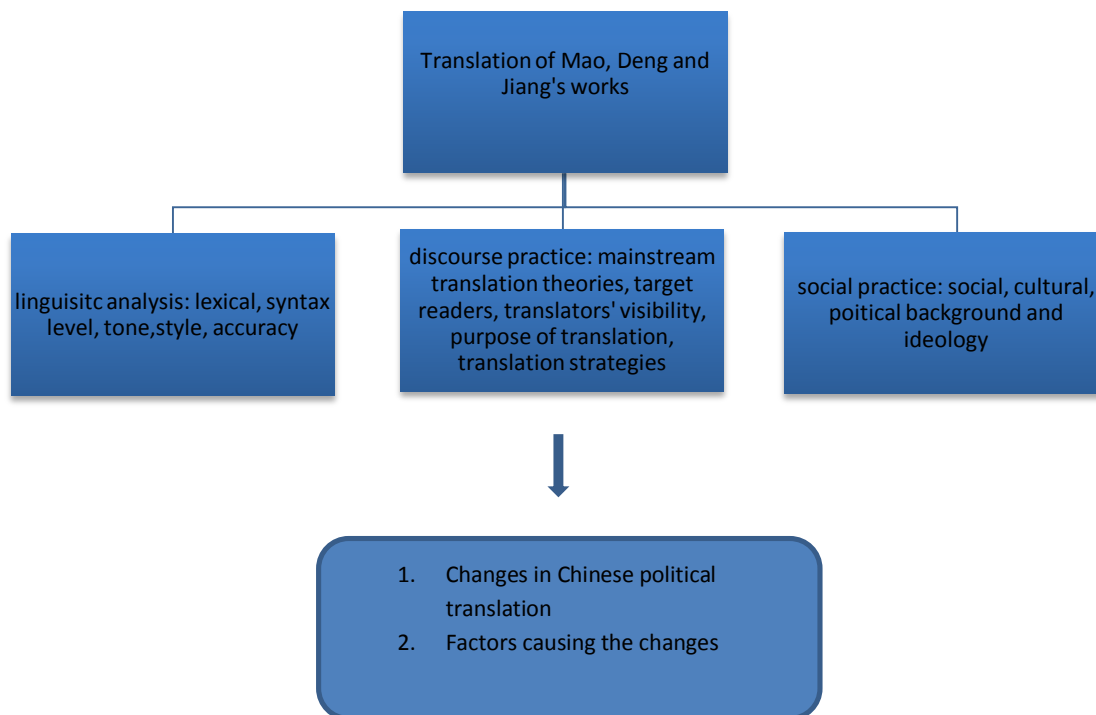 Translation of Mao, Deng and
Jiang's works
linguisitc analysis: lexical, syntax
level, tone,style, accuracy
discourse practice: mainstream
translation theories, target
readers, translators' visibility,
purpose of translation,
translation strategies
social practice: social, cultural,
poitical background and
ideology
1. Changes in Chinese political
translation
2. Factors causing the changes